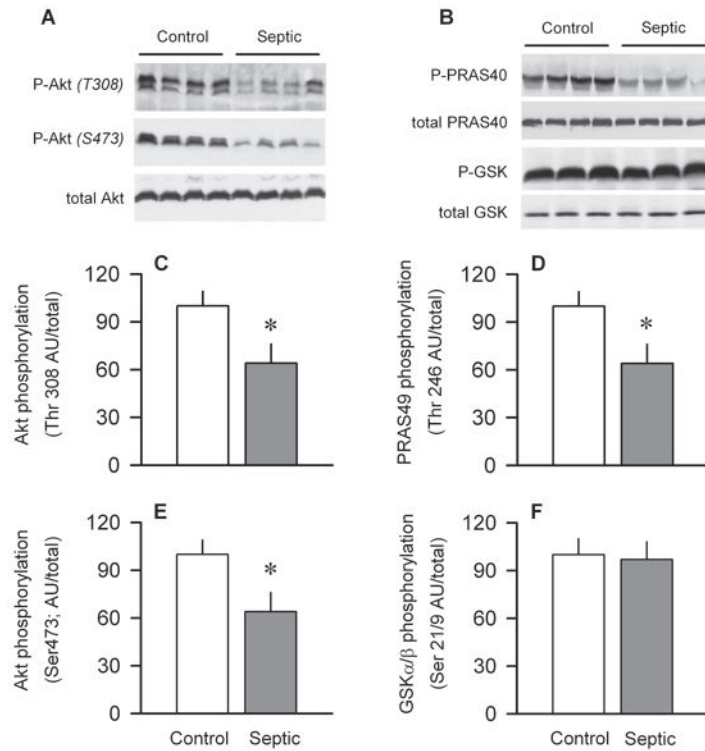 A
Control Septic
P-Akt (T308)
P-Akt (S473)
total Akt
B
Control Septic
P-PRAS40
total PRAS40
P-GSK
total GSK
C
Akt phosphorylation
(Thr 308 AU/total)
120
90
60
30
0
*
D
PRAS49 phosphorylation
(Thr 246 AU/total)
120
90
60
30
0
*
E
Akt phosphorylation
(Ser473; AU/total)
120
90
60
30
0
*
Control Septic
F
GSKα/β phosphorylation
(Ser 21/9 AU/total)
120
90
60
30
0
Control Septic